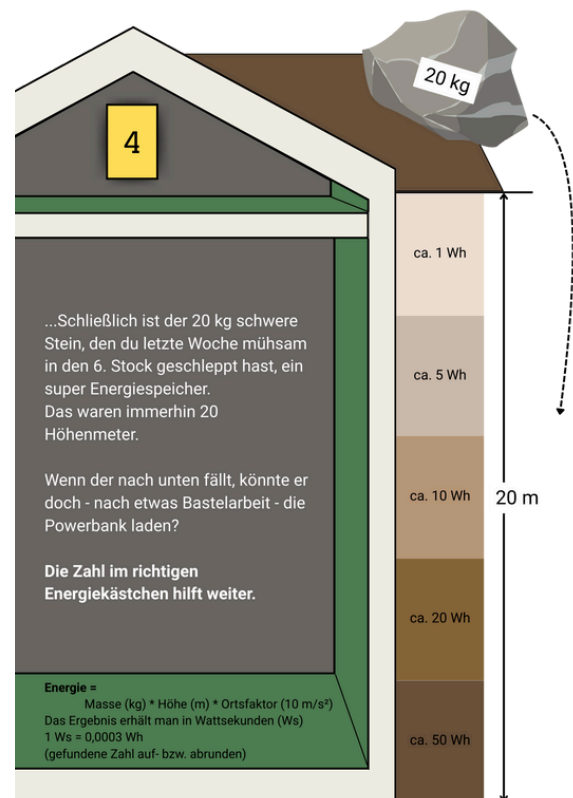 20 kg
4
ca. 1 Wh
...Schließlich ist der 20 kg schwere
Stein, den du letzte Woche mühsam
in den 6. Stock geschleppt hast, ein
super Energiespeicher.
Das waren immerhin 20
Höhenmeter.
Wenn der nach unten fällt, könnte er
doch - nach etwas Bastelarbeit - die
Powerbank laden?
Die Zahl im richtigen
Energiekästchen hilft weiter.
ca. 5 Wh
ca. 10 Wh
20 m
ca. 20 Wh
ca. 50 Wh
Energie =
Masse (kg) * Höhe (m) * Ortsfaktor (10 m/s²)
Das Ergebnis erhält man in Wattsekunden (Ws)
1 Ws = 0,0003 Wh
(gefundene Zahl auf- bzw. abrunden)